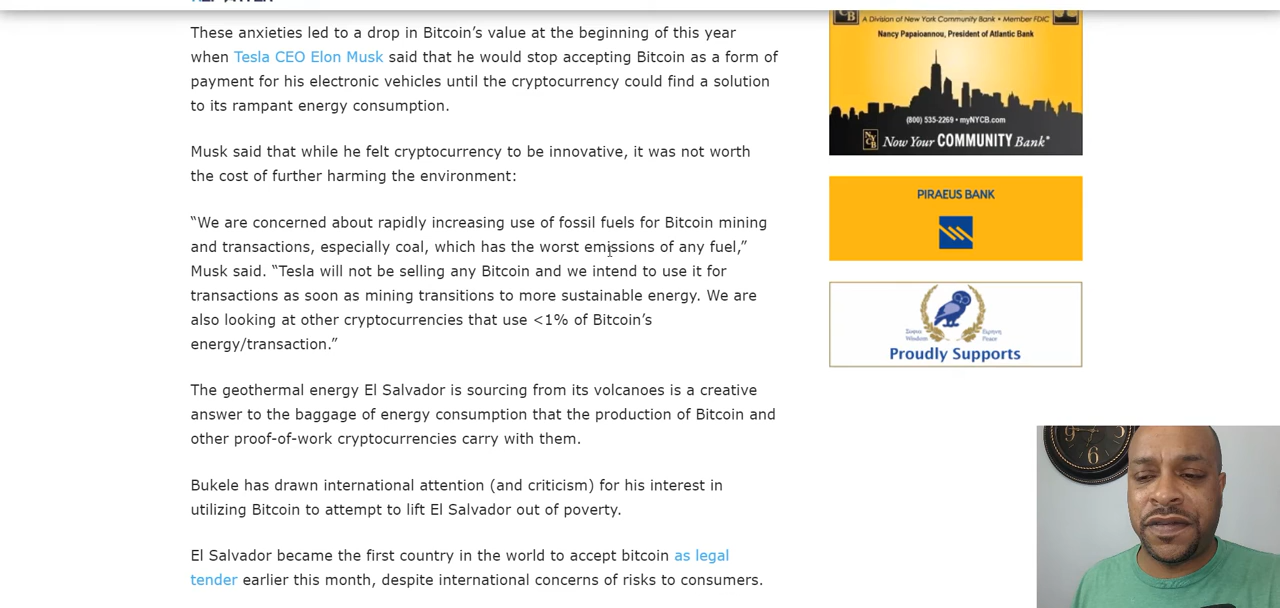 These anxieties led to a drop in Bitcoin’s value at the beginning of this year
when Tesla CEO Elon Musk said that he would stop accepting Bitcoin as a form of
payment for his electronic vehicles until the cryptocurrency could find a solution
to its rampant energy consumption.
Musk said that while he felt cryptocurrency to be innovative, it was not worth
the cost of further harming the environment:
“We are concerned about rapidly increasing use of fossil fuels for Bitcoin mining
and transactions, especially coal, which has the worst emissions of any fuel,”
Musk said. “Tesla will not be selling any Bitcoin and we intend to use it for
transactions as soon as mining transitions to more sustainable energy. We are
also looking at other cryptocurrencies that use <1% of Bitcoin’s
energy/transaction.”
The geothermal energy El Salvador is sourcing from its volcanoes is a creative
answer to the baggage of energy consumption that the production of Bitcoin and
other proof-of-work cryptocurrencies carry with them.
Bukele has drawn international attention (and criticism) for his interest in
utilizing Bitcoin to attempt to lift El Salvador out of poverty.
El Salvador became the first country in the world to accept bitcoin as legal
tender earlier this month, despite international concerns of risks to consumers.
A Division of New York Community Bank • Member FDIC
Nancy Papaioannou, President of Atlantic Bank
(800) 535-2269 • myNYCB.com
Now Your COMMUNITY Bank®
PIRAEUS BANK
Σοφία
Wisdom
Ειρήνη
Peace
Proudly Supports
9
6